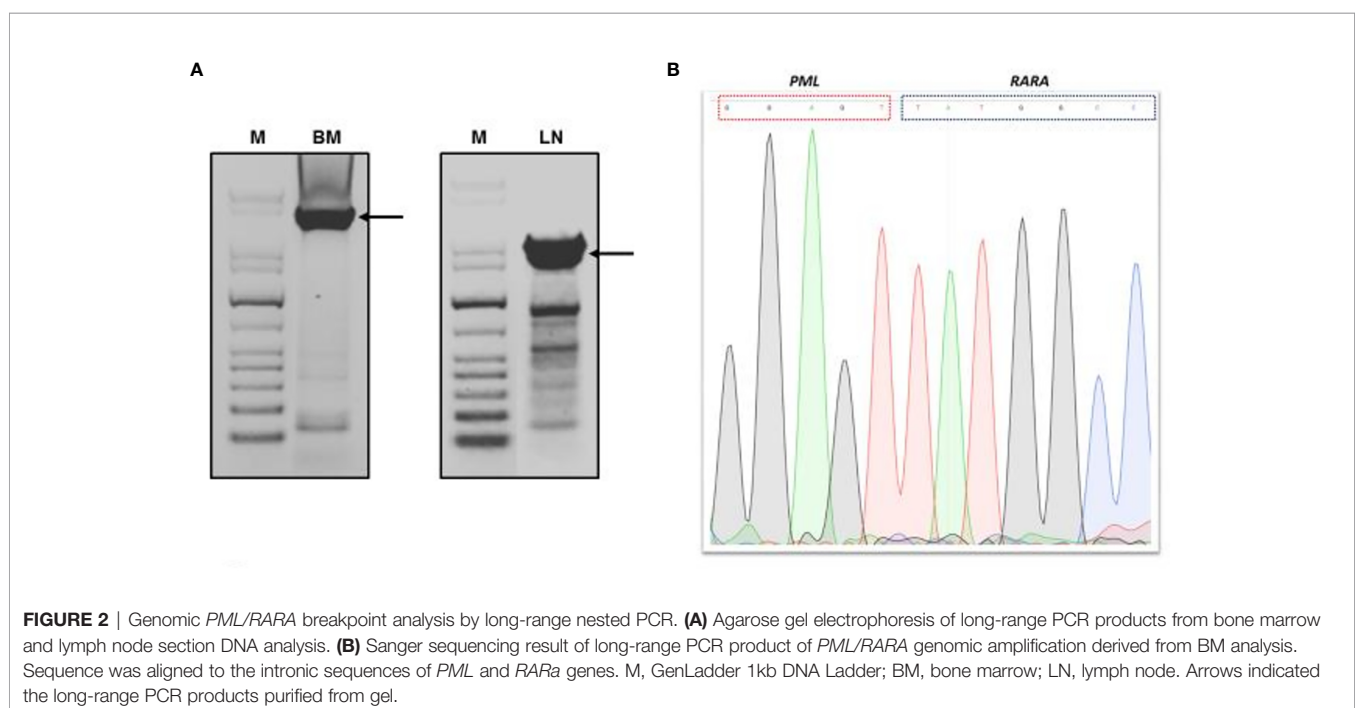 A
B
M BM
M LN
PML RARA
G G A G T T A T G G C C
FIGURE 2 | Genomic PML/RARA breakpoint analysis by long-range nested PCR. (A) Agarose gel electrophoresis of long-range PCR products from bone marrow
and lymph node section DNA analysis. (B) Sanger sequencing result of long-range PCR product of PML/RARA genomic amplification derived from BM analysis.
Sequence was aligned to the intronic sequences of PML and RARa genes. M, GenLadder 1kb DNA Ladder; BM, bone marrow; LN, lymph node. Arrows indicated
the long-range PCR products purified from gel.